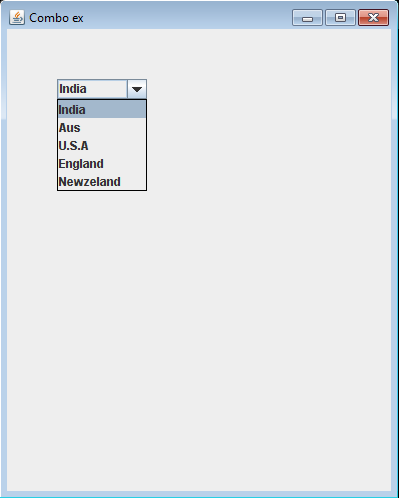 Combo ex
India
India
Aus
U.S.A
England
Newzeland